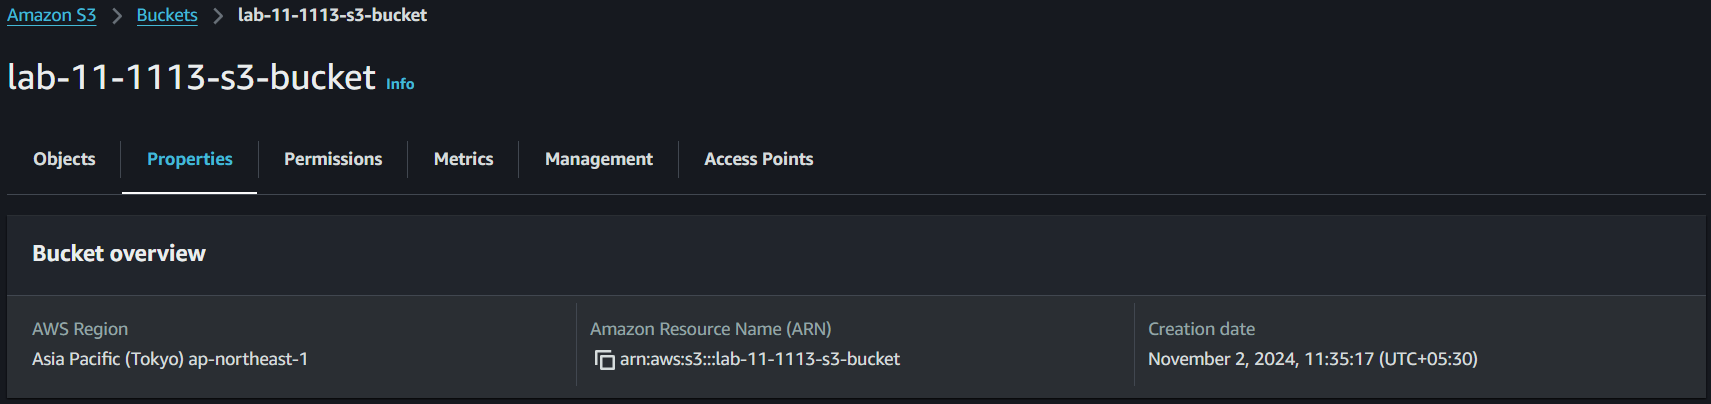 Amazon S3 > Buckets > lab-11-1113-s3-bucket
lab-11-1113-s3-bucket Info
Objects Properties Permissions Metrics Management Access Points
Bucket overview
AWS Region Amazon Resource Name (ARN) Creation date
Asia Pacific (Tokyo) ap-northeast-1 arn:aws:s3:::lab-11-1113-s3-bucket November 2, 2024, 11:35:17 (UTC+05:30)